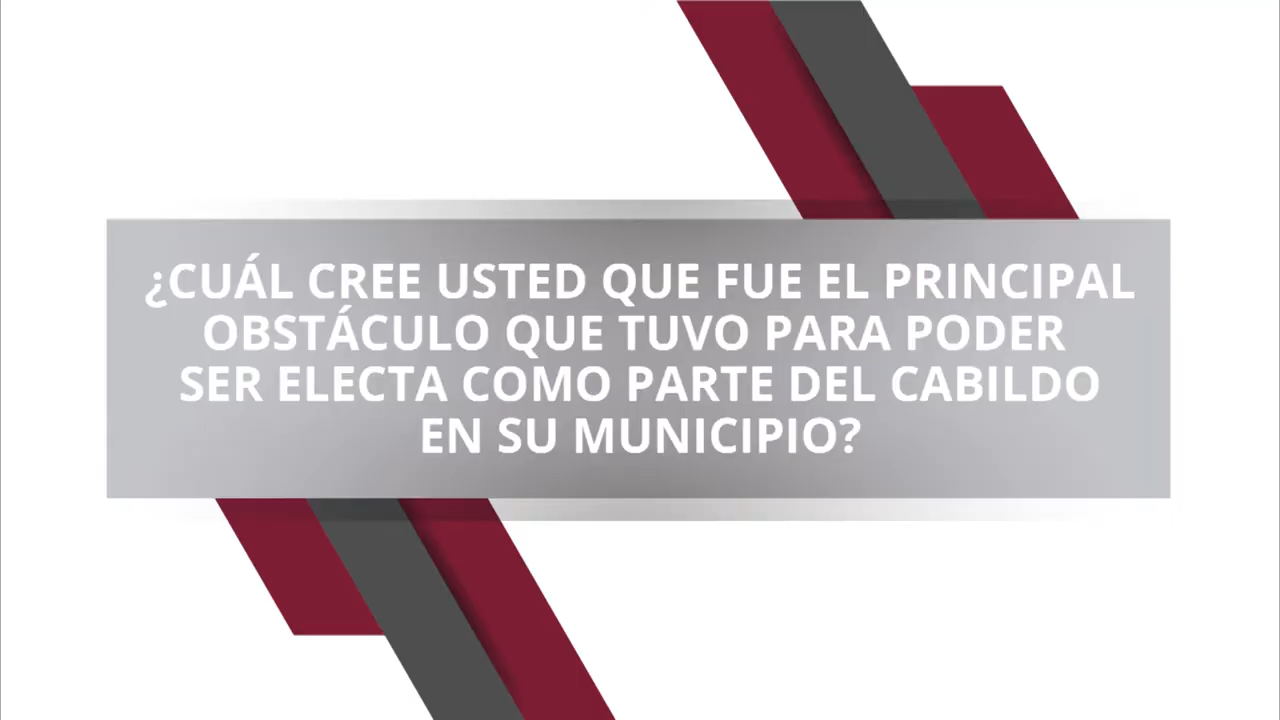 ¿CUÁL CREE USTED QUE FUE EL PRINCIPAL
OBSTÁCULO QUE TUVO PARA PODER
SER ELECTA COMO PARTE DEL CABILDO
EN SU MUNICIPIO?